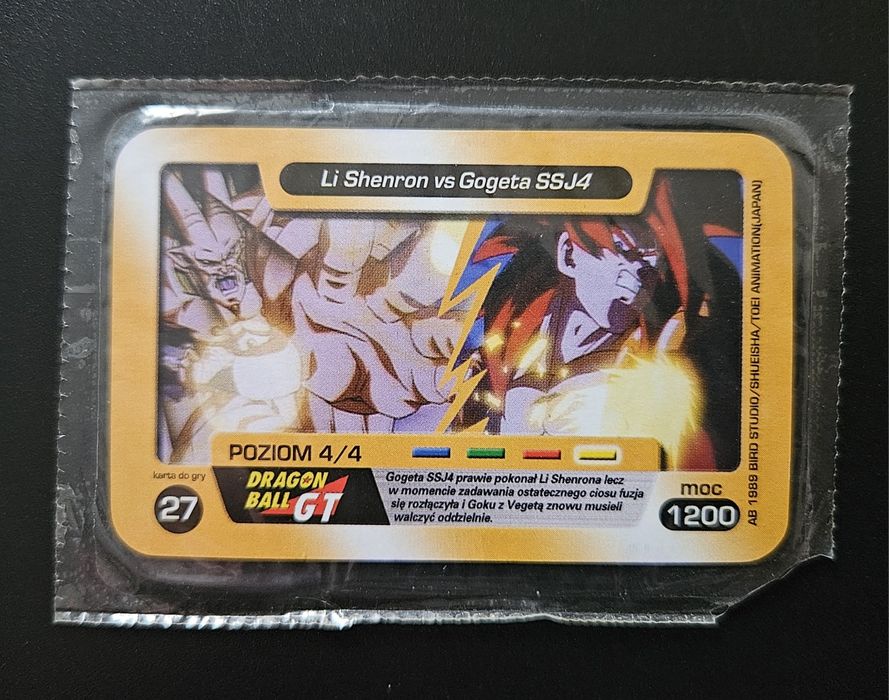 Li Shenron vs Gogeta SSJ4
AB 1989 BIRD STUDIO/SHUEISHA/TOEI ANIMATION(JAPAN)
POZIOM 4/4
karta do gry
27
DRAGON
BALL
GT
Gogeta SSJ4 prawie pokonał Li Shenrona lecz
w momencie zadawania ostatecznego ciosu fuzja
się rozłączyła i Goku z Vegetą znowu musieli
walczyć oddzielnie.
moc
1200